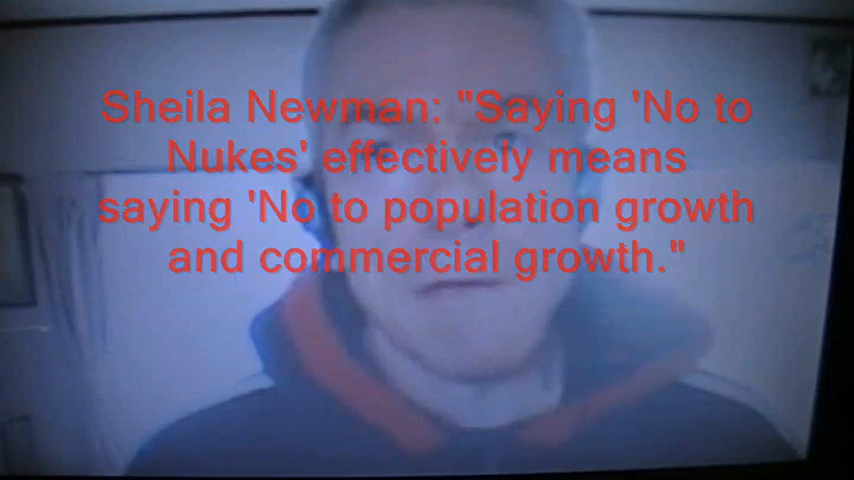 Sheila Newman: "Saying 'No to
Nukes' effectively means
saying 'No to population growth
and commercial growth."